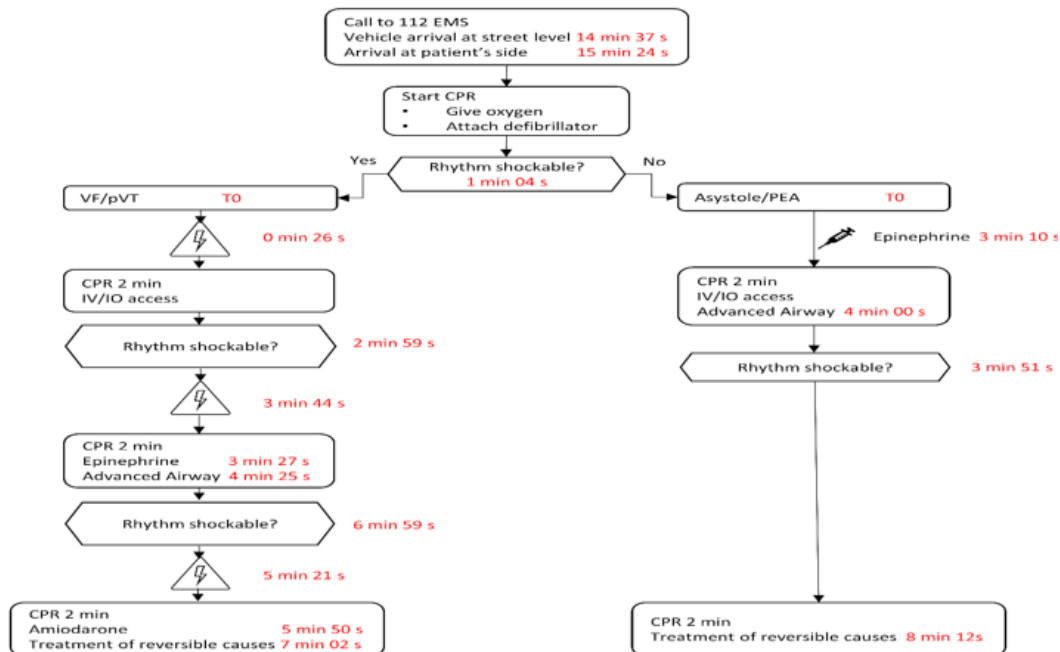 Call to 112 EMS
Vehicle arrival at street level 14 min 37 s
Arrival at patient's side 15 min 24 s
Start CPR
• Give oxygen
• Attach defibrillator
Rhythm shockable?
1 min 04 s
Yes
No
VF/pVT T0
0 min 26 s
CPR 2 min
IV/IO access
Rhythm shockable?
2 min 59 s
3 min 44 s
CPR 2 min
Epinephrine 3 min 27 s
Advanced Airway 4 min 25 s
Rhythm shockable?
6 min 59 s
5 min 21 s
CPR 2 min
Amiodarone 5 min 50 s
Treatment of reversible causes 7 min 02 s
Asystole/PEA T0
Epinephrine 3 min 10 s
CPR 2 min
IV/IO access
Advanced Airway 4 min 00 s
Rhythm shockable?
3 min 51 s
CPR 2 min
Treatment of reversible causes 8 min 12s